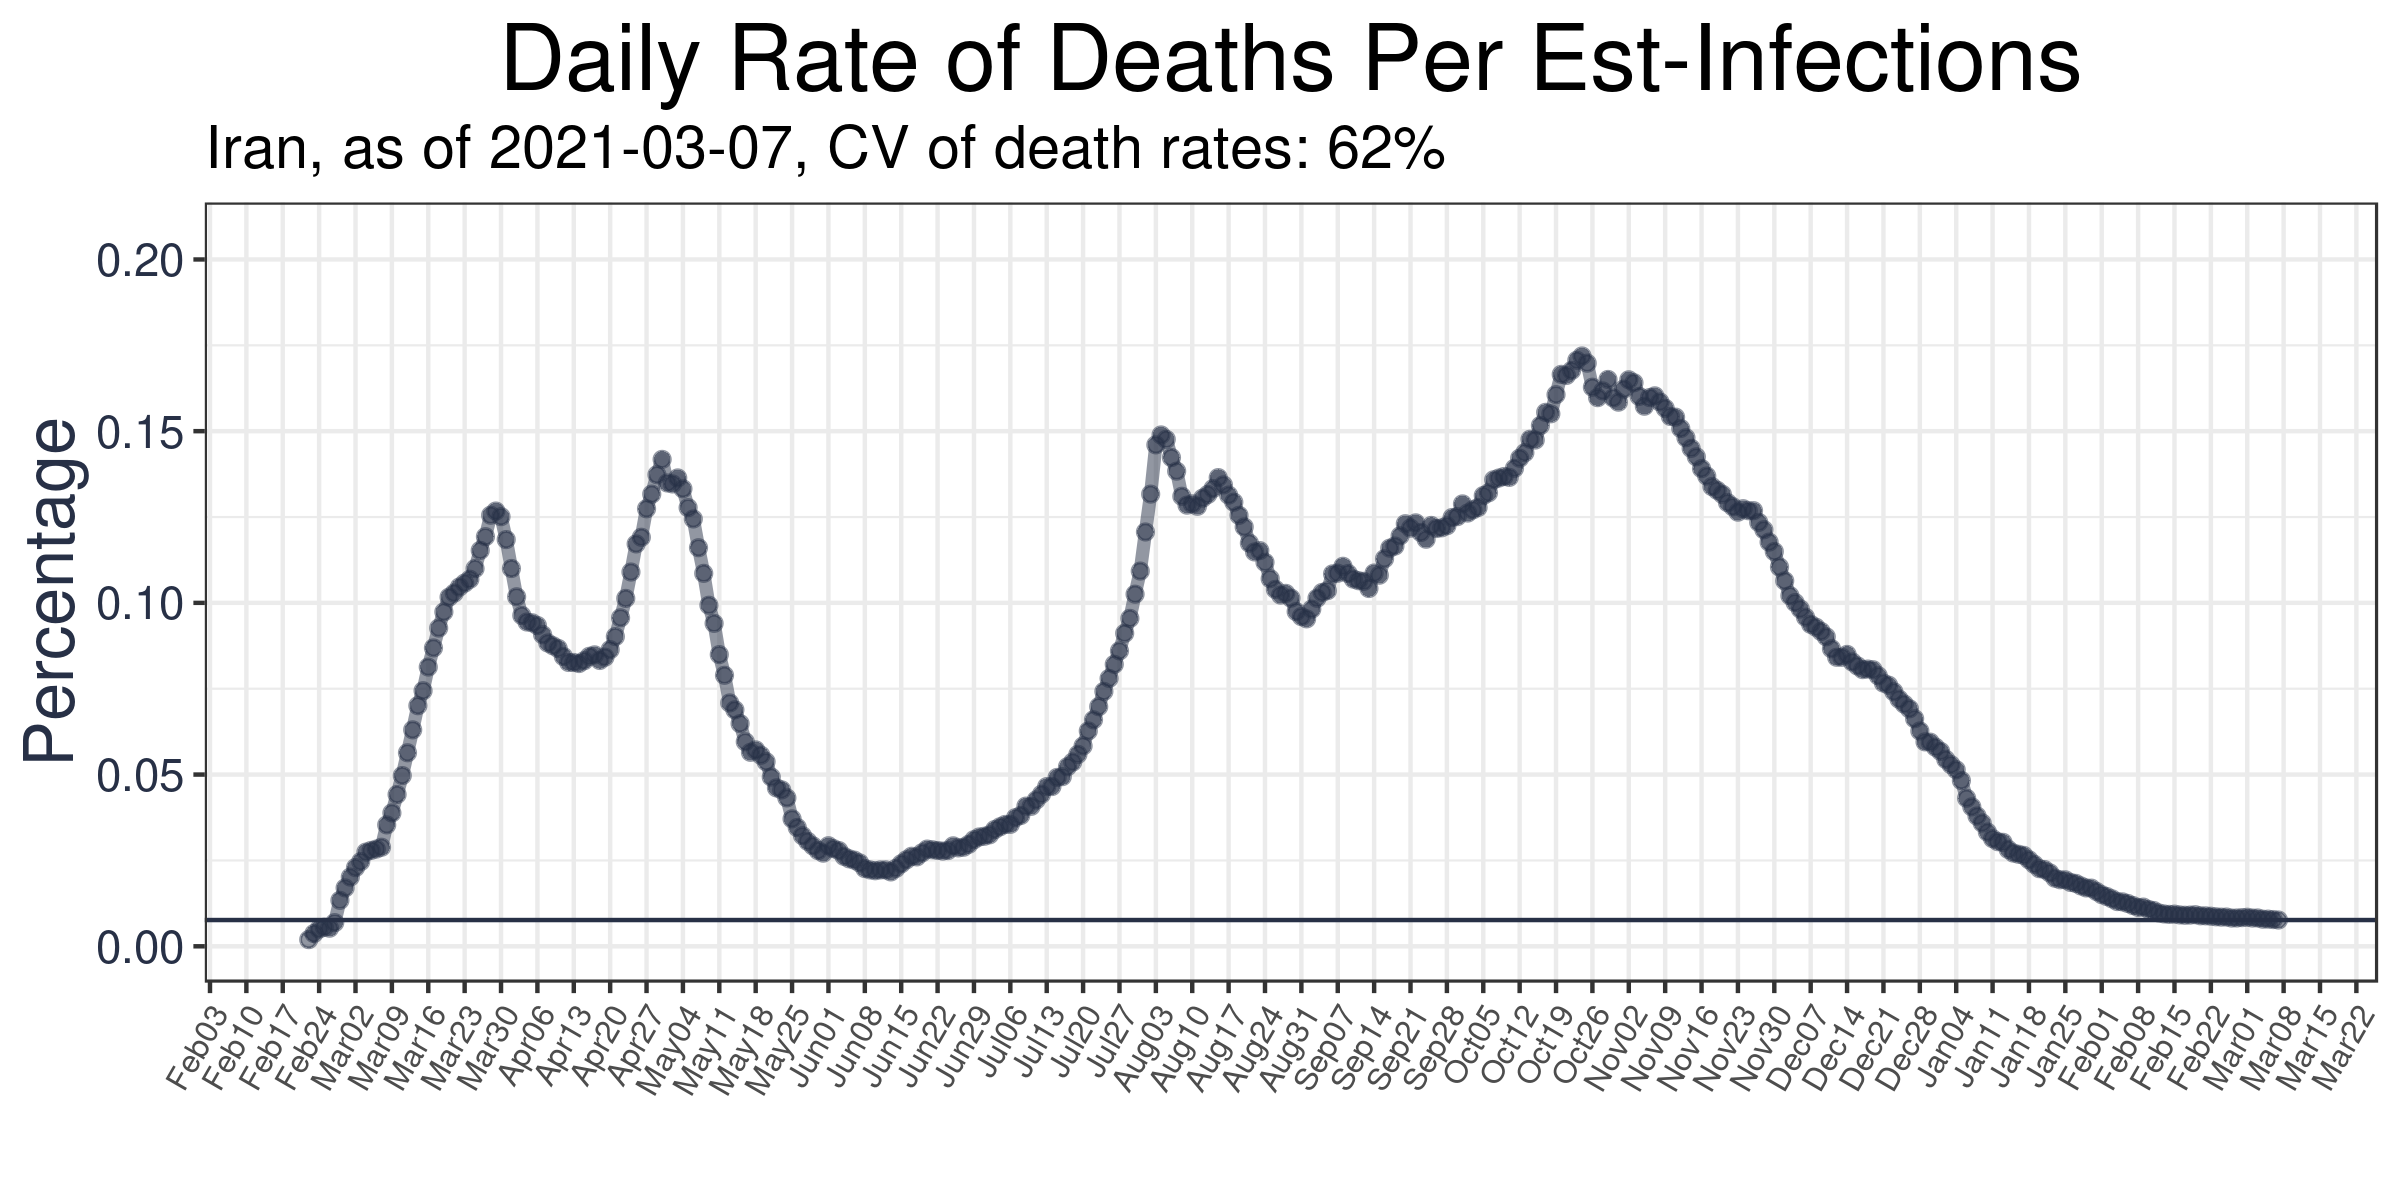 Daily Rate of Deaths Per Est-Infections
Iran, as of 2021-03-07, CV of death rates: 62%
Percentage
0.20
0.15
0.10
0.05
0.00
Feb03
Feb10
Feb17
Feb24
Mar02
Mar09
Mar16
Mar23
Mar30
Apr06
Apr13
Apr20
Apr27
May04
May11
May18
May25
Jun01
Jun08
Jun15
Jun22
Jun29
Jul06
Jul13
Jul20
Jul27
Aug03
Aug10
Aug17
Aug24
Aug31
Sep07
Sep14
Sep21
Sep28
Oct05
Oct12
Oct19
Oct26
Nov02
Nov09
Nov16
Nov23
Nov30
Dec07
Dec14
Dec21
Dec28
Jan04
Jan11
Jan18
Jan25
Feb01
Feb08
Feb15
Feb22
Mar01
Mar08
Mar15
Mar22